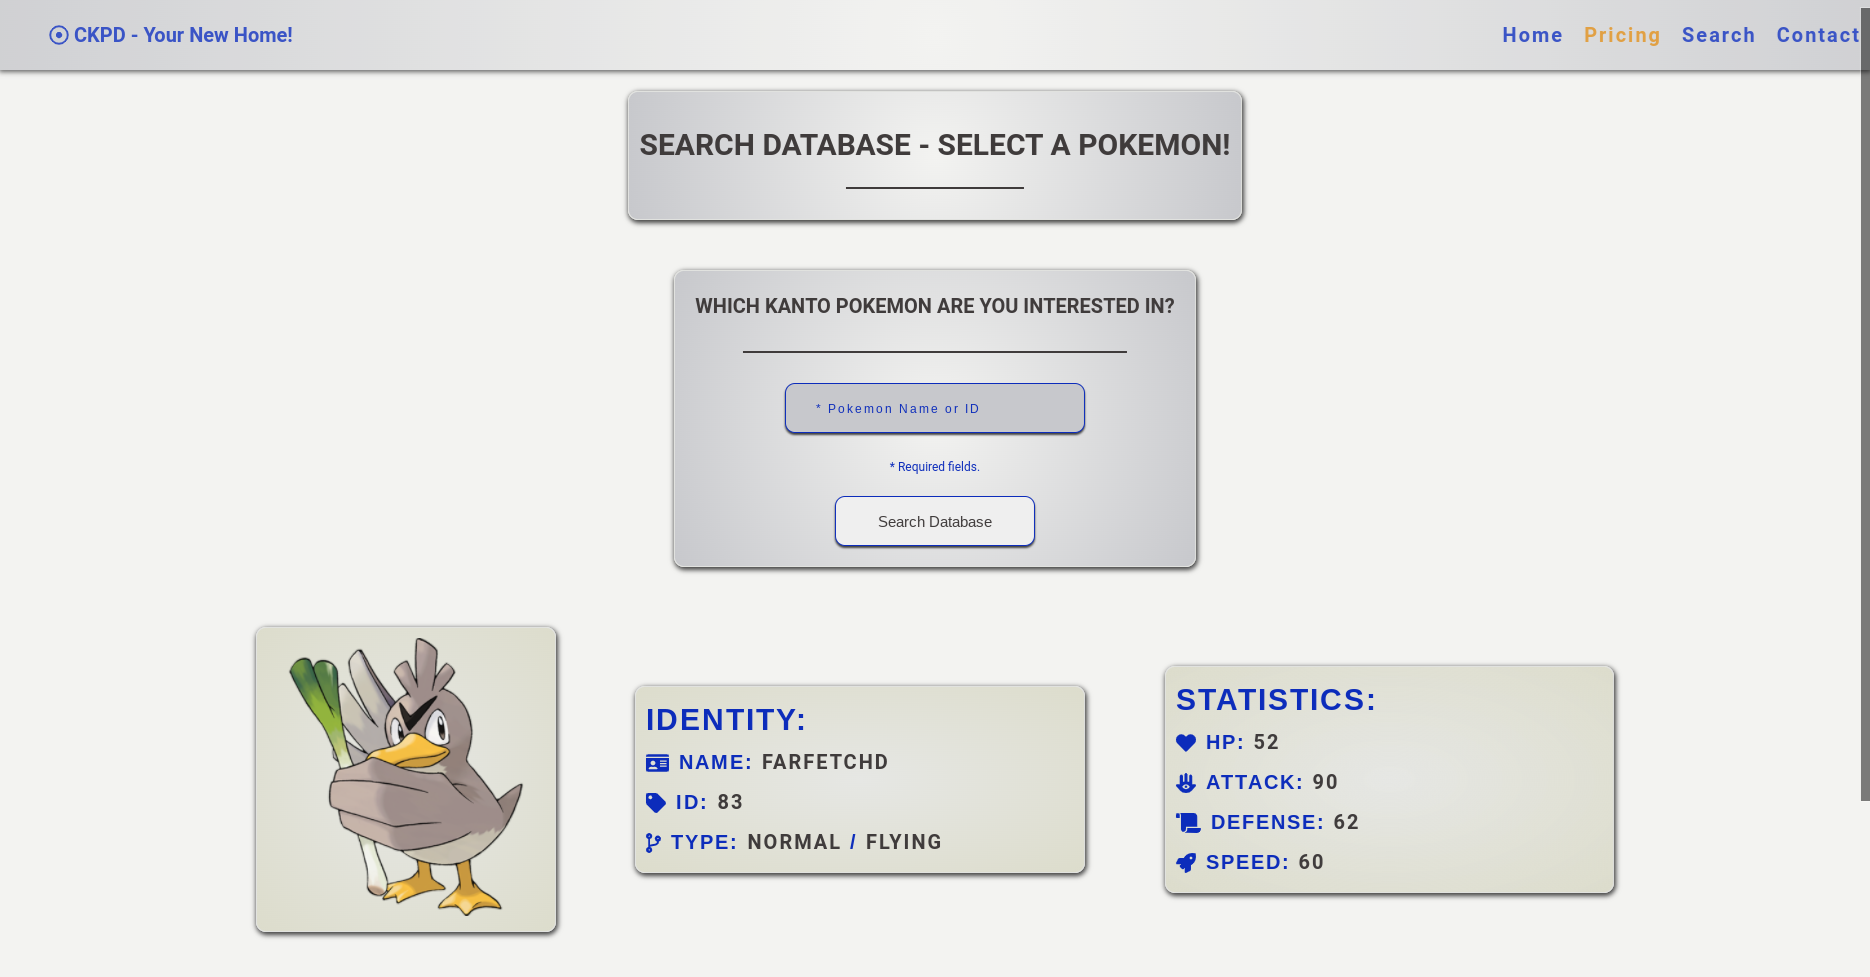 CKPD - Your New Home!
Home Pricing Search Contact
SEARCH DATABASE - SELECT A POKEMON!
WHICH KANTO POKEMON ARE YOU INTERESTED IN?
* Pokemon Name or ID
* Required fields.
Search Database
IDENTITY:
NAME: FARFETCHD
ID: 83
TYPE: NORMAL / FLYING
STATISTICS:
HP: 52
ATTACK: 90
DEFENSE: 62
SPEED: 60